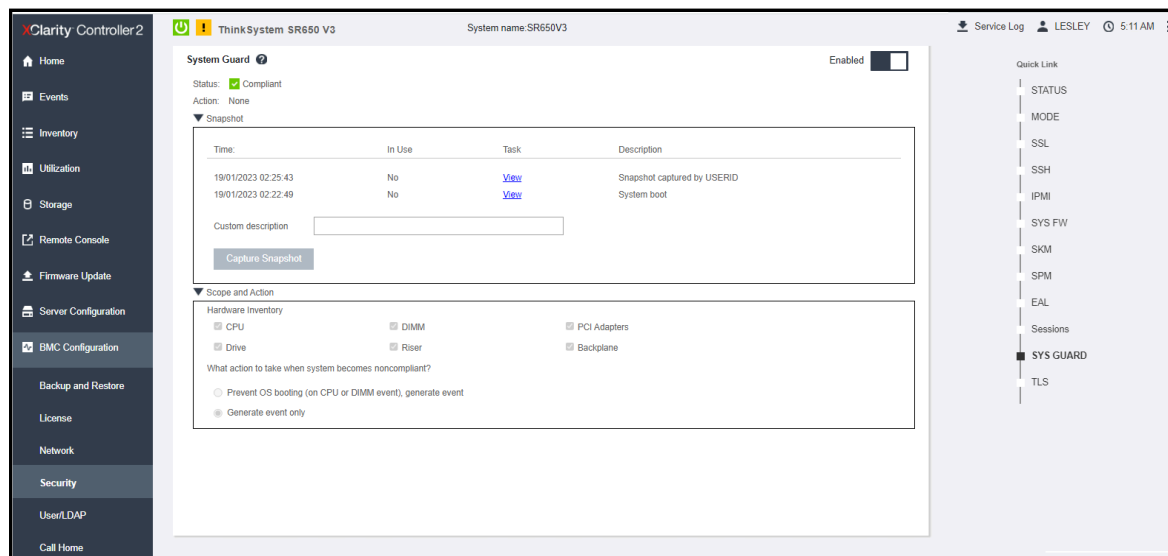 XClarity Controller 2
Home
Events
Inventory
Utilization
Storage
Remote Console
Firmware Update
Server Configuration
BMC Configuration
Backup and Restore
License
Network
Security
User/LDAP
Call Home
ThinkSystem SR650 V3
System name:SR650V3
Service Log
LESLEY
5:11 AM
System Guard ?
Enabled
Status: Compliant
Action: None
Snapshot
Time: In Use Task Description
19/01/2023 02:25:43 No View Snapshot captured by USERID
19/01/2023 02:22:49 No View System boot
Custom description
Capture Snapshot
Scope and Action
Hardware Inventory
CPU DIMM PCI Adapters
Drive Riser Backplane
What action to take when system becomes noncompliant?
Prevent OS booting (on CPU or DIMM event), generate event
Generate event only
Quick Link
STATUS
MODE
SSL
SSH
IPMI
SYS FW
SKM
SPM
EAL
Sessions
SYS GUARD
TLS